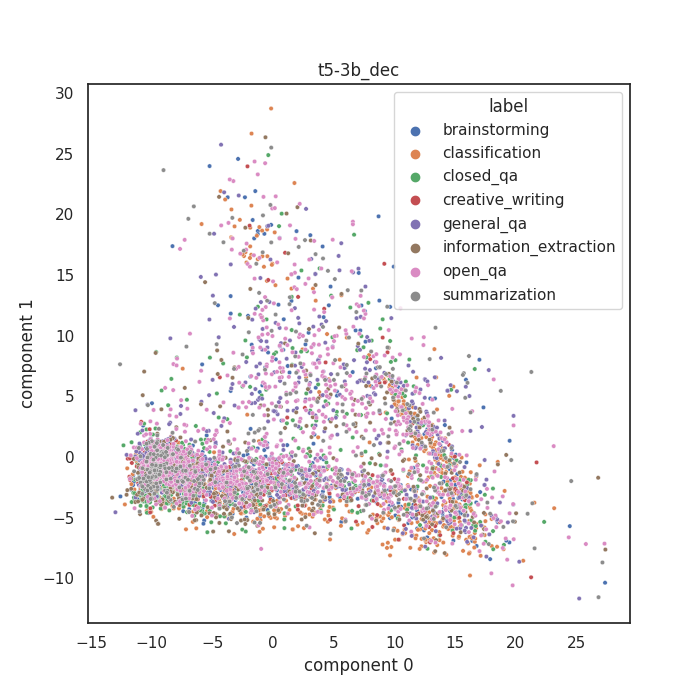 t5-3b_dec
label
brainstorming
classification
closed_qa
creative_writing
general_qa
information_extraction
open_qa
summarization
30
25
20
15
10
5
0
−5
−10
component 1
−15 −10 −5 0 5 10 15 20 25
component 0